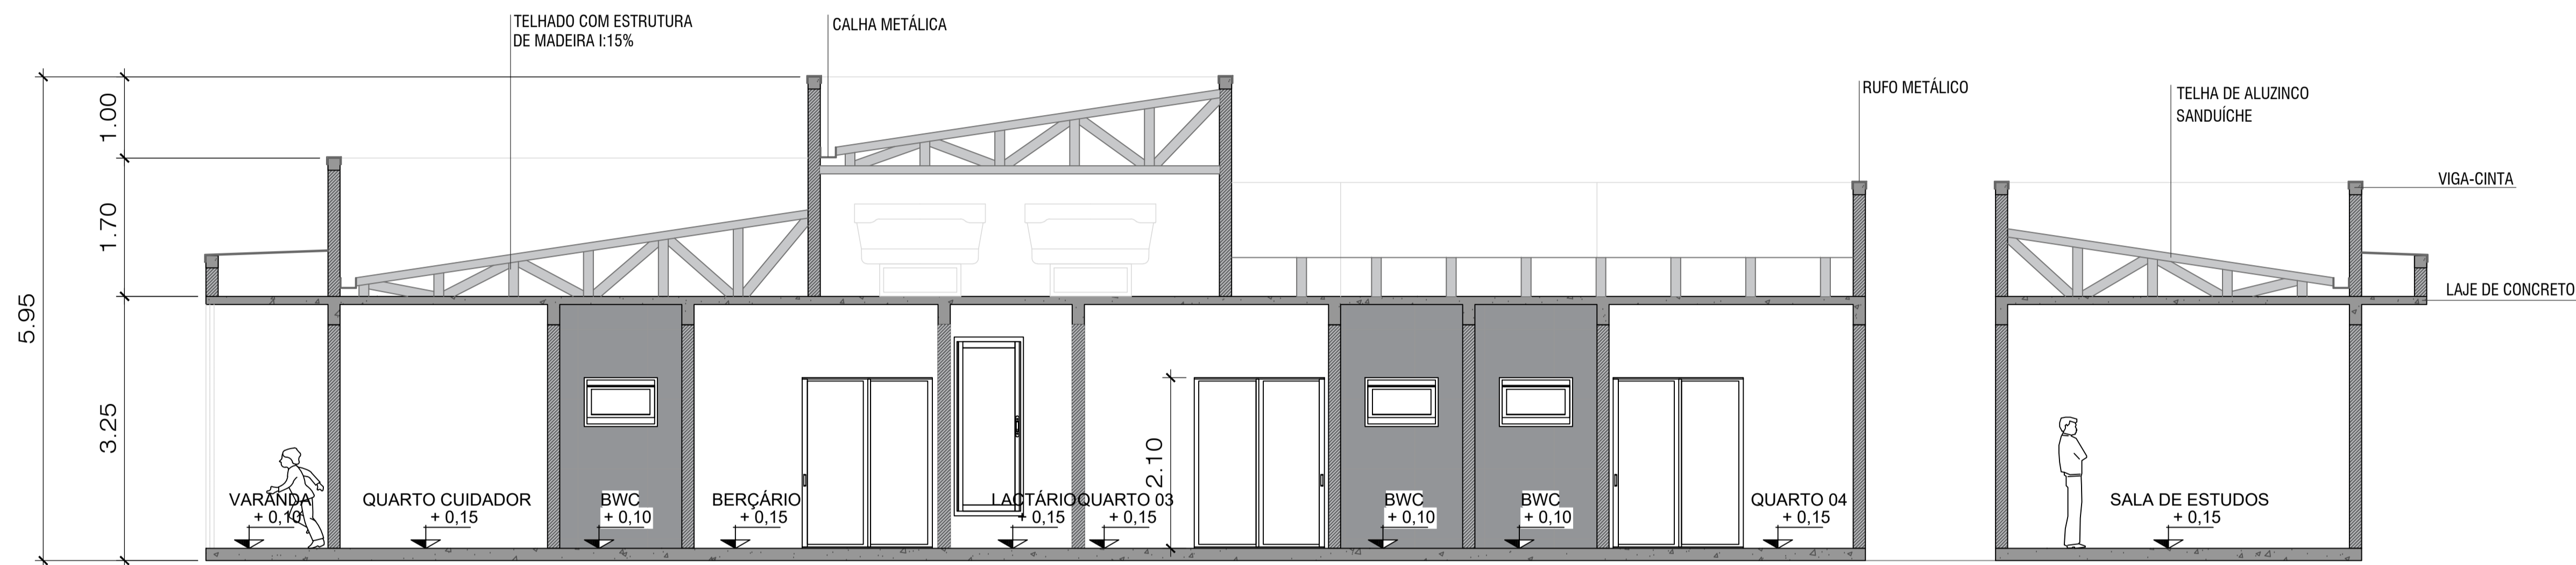 TELHADO COM ESTRUTURA
DE MADEIRA I:15%
CALHA METÁLICA
RUFO METÁLICO
TELHA DE ALUZINCO
SANDUÍCHE
VIGA-CINTA
LAJE DE CONCRETO
1.00
1.70
5.95
3.25
2.10
VARANDA
+ 0,10
QUARTO CUIDADOR
+ 0,15
BWC
+ 0,10
BERÇÁRIO
+ 0,15
LACTÁRIO
+ 0,15
QUARTO 03
+ 0,15
BWC
+ 0,10
BWC
+ 0,10
QUARTO 04
+ 0,15
SALA DE ESTUDOS
+ 0,15